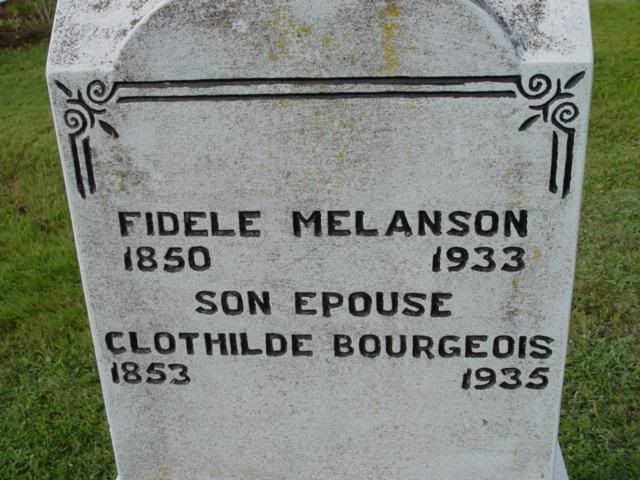 FIDELE MELANSON
1850 1933
SON EPOUSE
CLOTHILDE BOURGEOIS
1853 1935